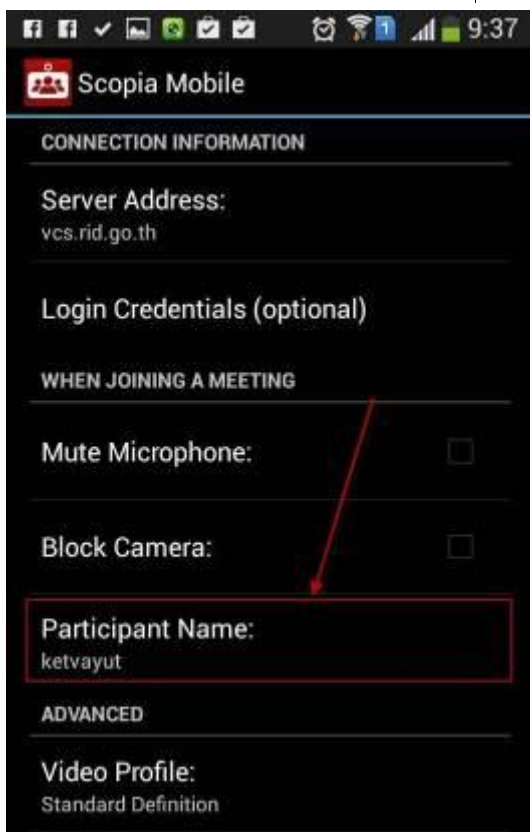 9:37
Scopia Mobile
CONNECTION INFORMATION
Server Address:
vcs.rid.go.th
Login Credentials (optional)
WHEN JOINING A MEETING
Mute Microphone:
Block Camera:
Participant Name:
ketvayut
ADVANCED
Video Profile:
Standard Definition